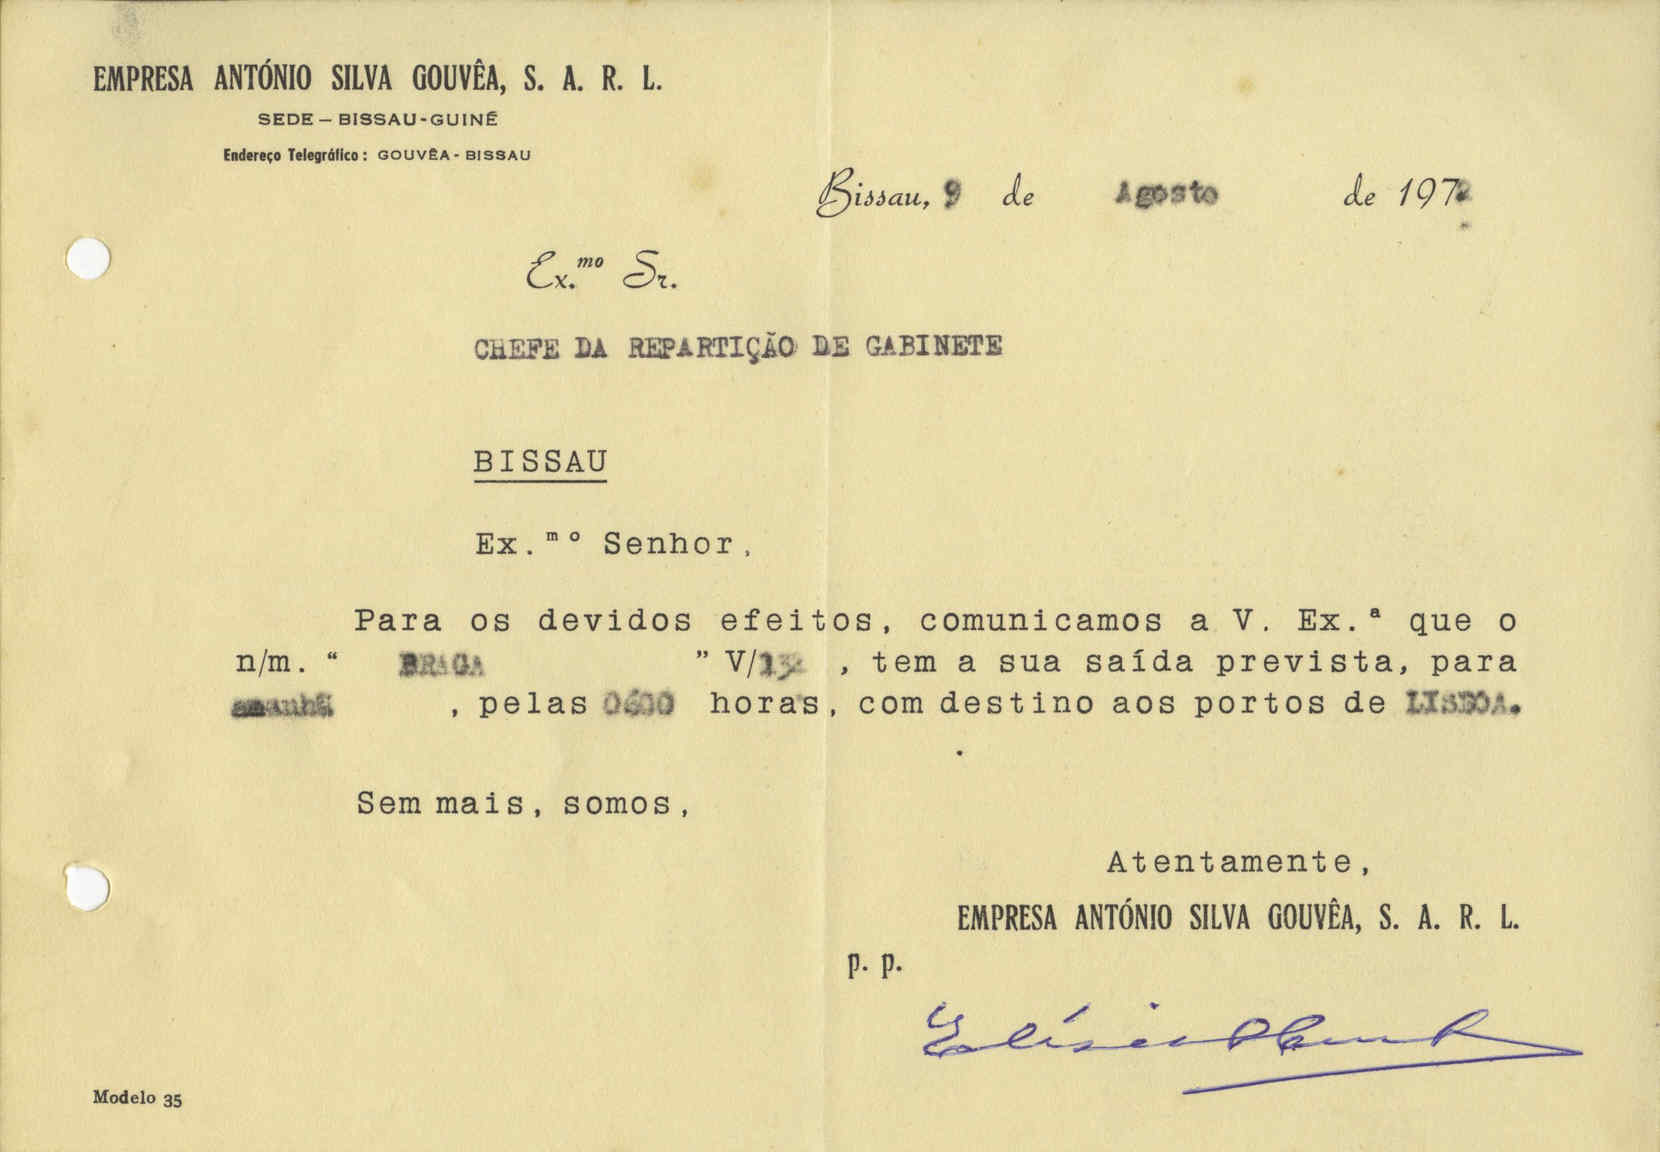 EMPRESA ANTÓNIO SILVA GOUVÊA, S. A. R. L.
SEDE – BISSAU-GUINÉ
Endereço Telegráfico: GOUVÊA - BISSAU
Bissau, 9 de Agosto de 1972
Ex.mo Sr.
CHEFE DA REPARTIÇÃO DE GABINETE
BISSAU
Ex.mo Senhor,
Para os devidos efeitos, comunicamos a V. Ex.ª que o
n/m. “ BRAGA ” V/ , tem a sua saída prevista, para
amanhã , pelas 0600 horas, com destino aos portos de LISBOA.
Sem mais, somos,
Atentamente,
EMPRESA ANTÓNIO SILVA GOUVÊA, S. A. R. L.
p. p.
Modelo 35